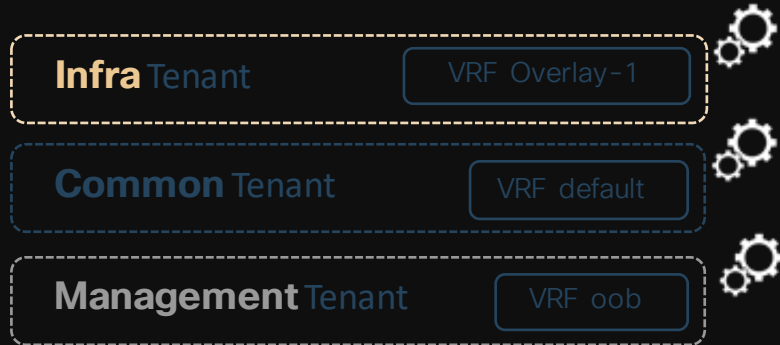 Infra Tenant VRF Overlay-1
Common Tenant VRF default
Management Tenant VRF oob